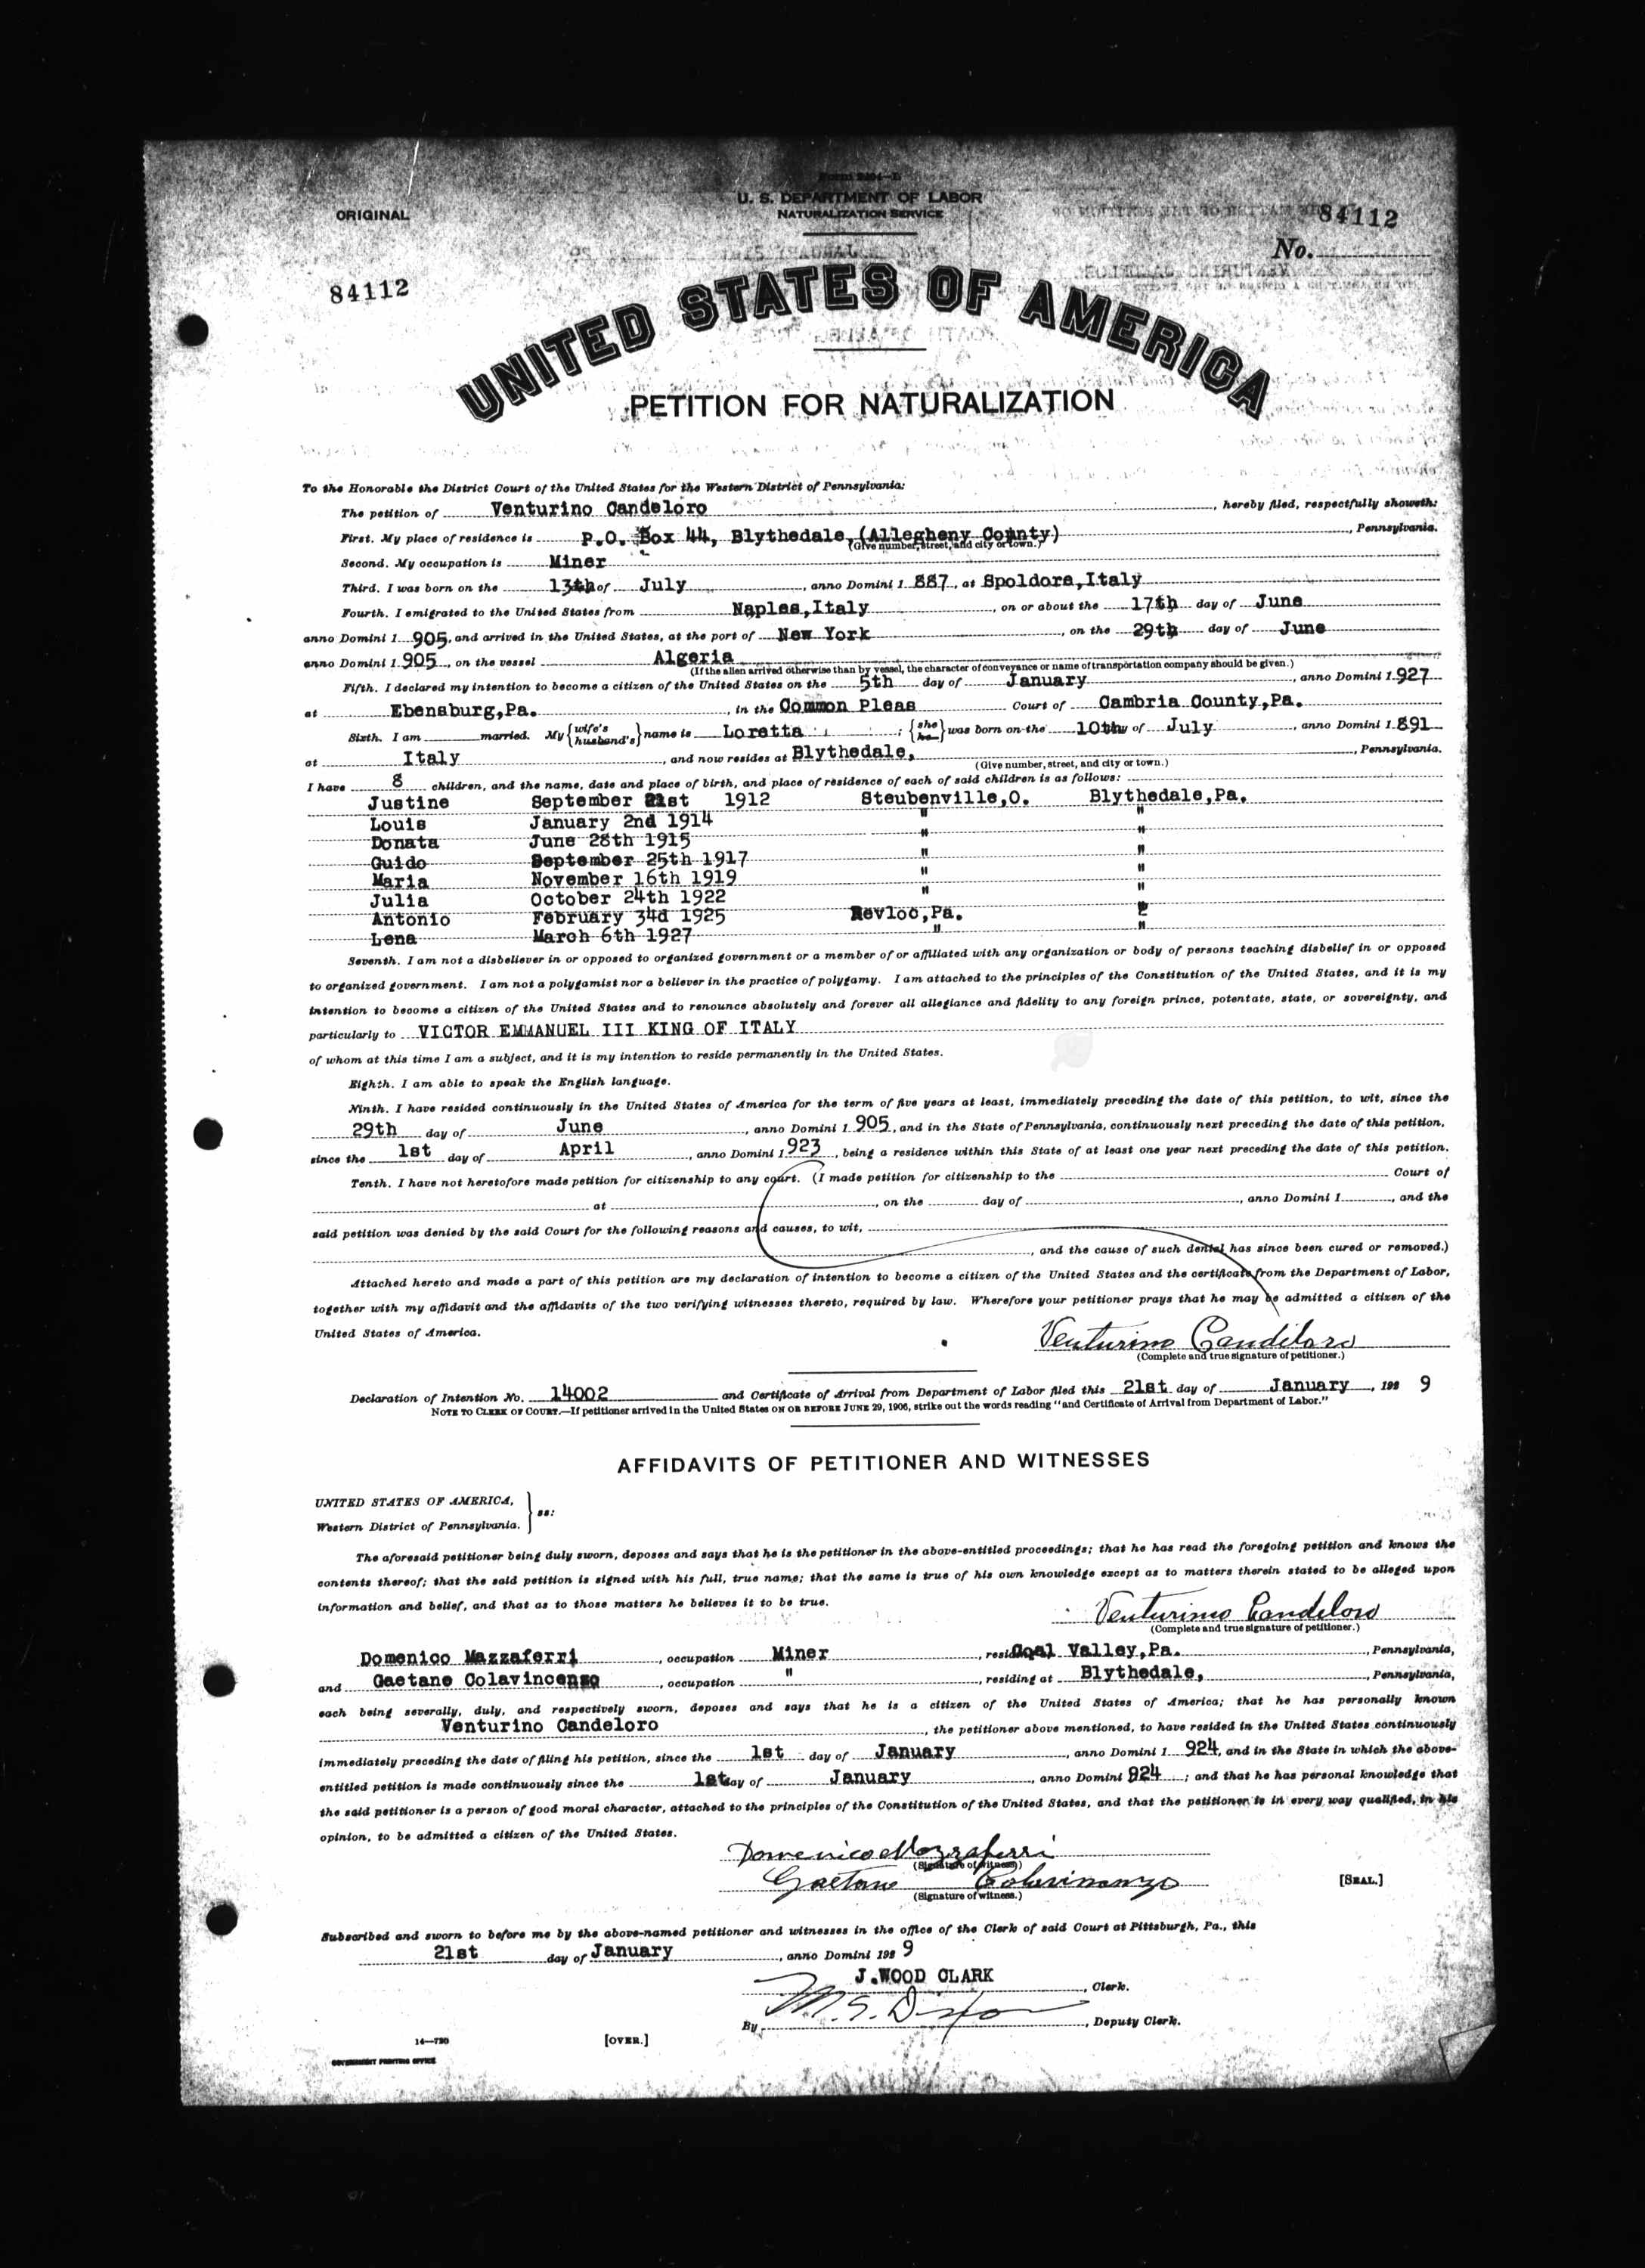 ORIGINAL
U. S. DEPARTMENT OF LABOR
NATURALIZATION SERVICE
84112
No.
84112
UNITED STATES OF AMERICA
PETITION FOR NATURALIZATION
To the Honorable the District Court of the United States for the Western District of Pennsylvania:
The petition of Venturino Candeloro, hereby filed, respectfully showeth:
First. My place of residence is P.O. Box 44, Blythedale, (Allegheny County), Pennsylvania.
(Give number, street, and city or town.)
Second. My occupation is Miner
Third. I was born on the 13th of July, anno Domini 1 887, at Spoldore, Italy
Fourth. I emigrated to the United States from Naples, Italy, on or about the 17th day of June
anno Domini 1 905, and arrived in the United States, at the port of New York, on the 29th day of June
anno Domini 1 905, on the vessel Algeria
(If the alien arrived otherwise than by vessel, the character of conveyance or name of transportation company should be given.)
Fifth. I declared my intention to become a citizen of the United States on the 5th day of January, anno Domini 1 927
at Ebensburg, Pa., in the Common Pleas Court of Cambria County, Pa.
Sixth. I am married. My {wife's husband's} name is Loretta; {she he} was born on the 10th of July, anno Domini 1 891
at Italy, and now resides at Blythedale, Pennsylvania.
(Give number, street, and city or town.)
I have 8 children, and the name, date and place of birth, and place of residence of each of said children is as follows:
Justine September 21st 1912 Steubenville, O. Blythedale, Pa.
Louis January 2nd 1914 " "
Donata June 28th 1915 " "
Guido September 25th 1917 " "
Maria November 16th 1919 " "
Julia October 24th 1922 " "
Antonio February 34d 1925 Revloc, Pa. "
Lena March 6th 1927 " "
Seventh. I am not a disbeliever in or opposed to organized government or a member of or affiliated with any organization or body of persons teaching disbelief in or opposed
to organized government. I am not a polygamist nor a believer in the practice of polygamy. I am attached to the principles of the Constitution of the United States, and it is my
intention to become a citizen of the United States and to renounce absolutely and forever all allegiance and fidelity to any foreign prince, potentate, state, or sovereignty, and
particularly to VICTOR EMMANUEL III KING OF ITALY
of whom at this time I am a subject, and it is my intention to reside permanently in the United States.
Eighth. I am able to speak the English language.
Ninth. I have resided continuously in the United States of America for the term of five years at least, immediately preceding the date of this petition, to wit, since the
29th day of June, anno Domini 1 905, and in the State of Pennsylvania, continuously next preceding the date of this petition,
since the 1st day of April, anno Domini 1 923, being a residence within this State of at least one year next preceding the date of this petition.
Tenth. I have not heretofore made petition for citizenship to any court. (I made petition for citizenship to the Court of
at , on the day of , anno Domini 1 , and the
said petition was denied by the said Court for the following reasons and causes, to wit,
, and the cause of such denial has since been cured or removed.)
Attached hereto and made a part of this petition are my declaration of intention to become a citizen of the United States and the certificate from the Department of Labor,
together with my affidavit and the affidavits of the two verifying witnesses thereto, required by law. Wherefore your petitioner prays that he may be admitted a citizen of the
United States of America.
Venturino Candiloro
(Complete and true signature of petitioner.)
Declaration of Intention No. 14002 and Certificate of Arrival from Department of Labor filed this 21st day of January, 192 9
NOTE TO CLERK OF COURT.—If petitioner arrived in the United States ON OR BEFORE JUNE 29, 1906, strike out the words reading "and Certificate of Arrival from Department of Labor."
AFFIDAVITS OF PETITIONER AND WITNESSES
UNITED STATES OF AMERICA,
Western District of Pennsylvania. } ss:
The aforesaid petitioner being duly sworn, deposes and says that he is the petitioner in the above-entitled proceedings; that he has read the foregoing petition and knows the
contents thereof; that the said petition is signed with his full, true name; that the same is true of his own knowledge except as to matters therein stated to be alleged upon
information and belief, and that as to those matters he believes it to be true.
Venturino Candeloro
(Complete and true signature of petitioner.)
Domenico Mazzaferri, occupation Miner, resid Coal Valley, Pa., Pennsylvania,
and Gaetane Colavincenzo, occupation ", residing at Blythedale, Pennsylvania,
each being severally, duly, and respectively sworn, deposes and says that he is a citizen of the United States of America; that he has personally known
Venturino Candeloro, the petitioner above mentioned, to have resided in the United States continuously
immediately preceding the date of filing his petition, since the 1st day of January, anno Domini 1 924, and in the State in which the above-
entitled petition is made continuously since the 1st day of January, anno Domini 924; and that he has personal knowledge that
the said petitioner is a person of good moral character, attached to the principles of the Constitution of the United States, and that the petitioner is in every way qualified, in his
opinion, to be admitted a citizen of the United States.
Domenico Mazzaferri
(Signature of witness)
Gaetano Colavincenzo
(Signature of witness.)
[SEAL.]
Subscribed and sworn to before me by the above-named petitioner and witnesses in the office of the Clerk of said Court at Pittsburgh, Pa., this
21st day of January, anno Domini 192 9
J. WOOD CLARK, Clerk.
By , Deputy Clerk.
14—720
[OVER.]
GOVERNMENT PRINTING OFFICE